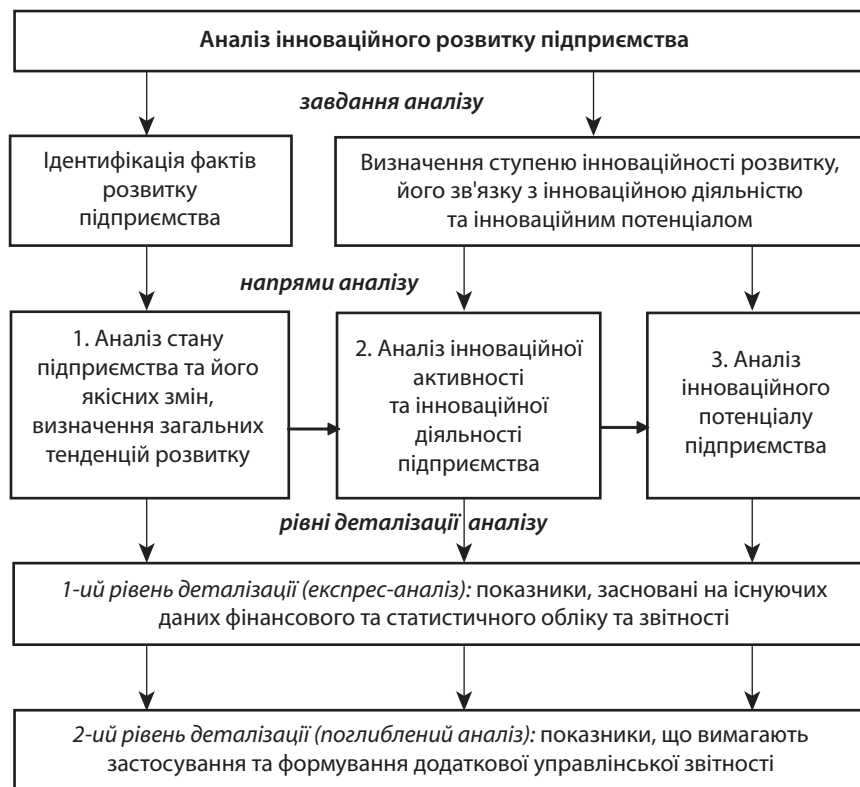 Аналіз інноваційного розвитку підприємства
завдання аналізу
Ідентифікація фактів
розвитку
підприємства
Визначення ступеню інноваційності розвитку,
його зв'язку з інноваційною діяльністю
та інноваційним потенціалом
напрями аналізу
1. Аналіз стану
підприємства та його
якісних змін,
визначення загальних
тенденцій розвитку
2. Аналіз інноваційної
активності
та інноваційної
діяльності
підприємства
3. Аналіз
інноваційного
потенціалу
підприємства
рівні деталізації аналізу
1-ий рівень деталізації (експрес-аналіз): показники, засновані на існуючих
даних фінансового та статистичного обліку та звітності
2-ий рівень деталізації (поглиблений аналіз): показники, що вимагають
застосування та формування додаткової управлінської звітності